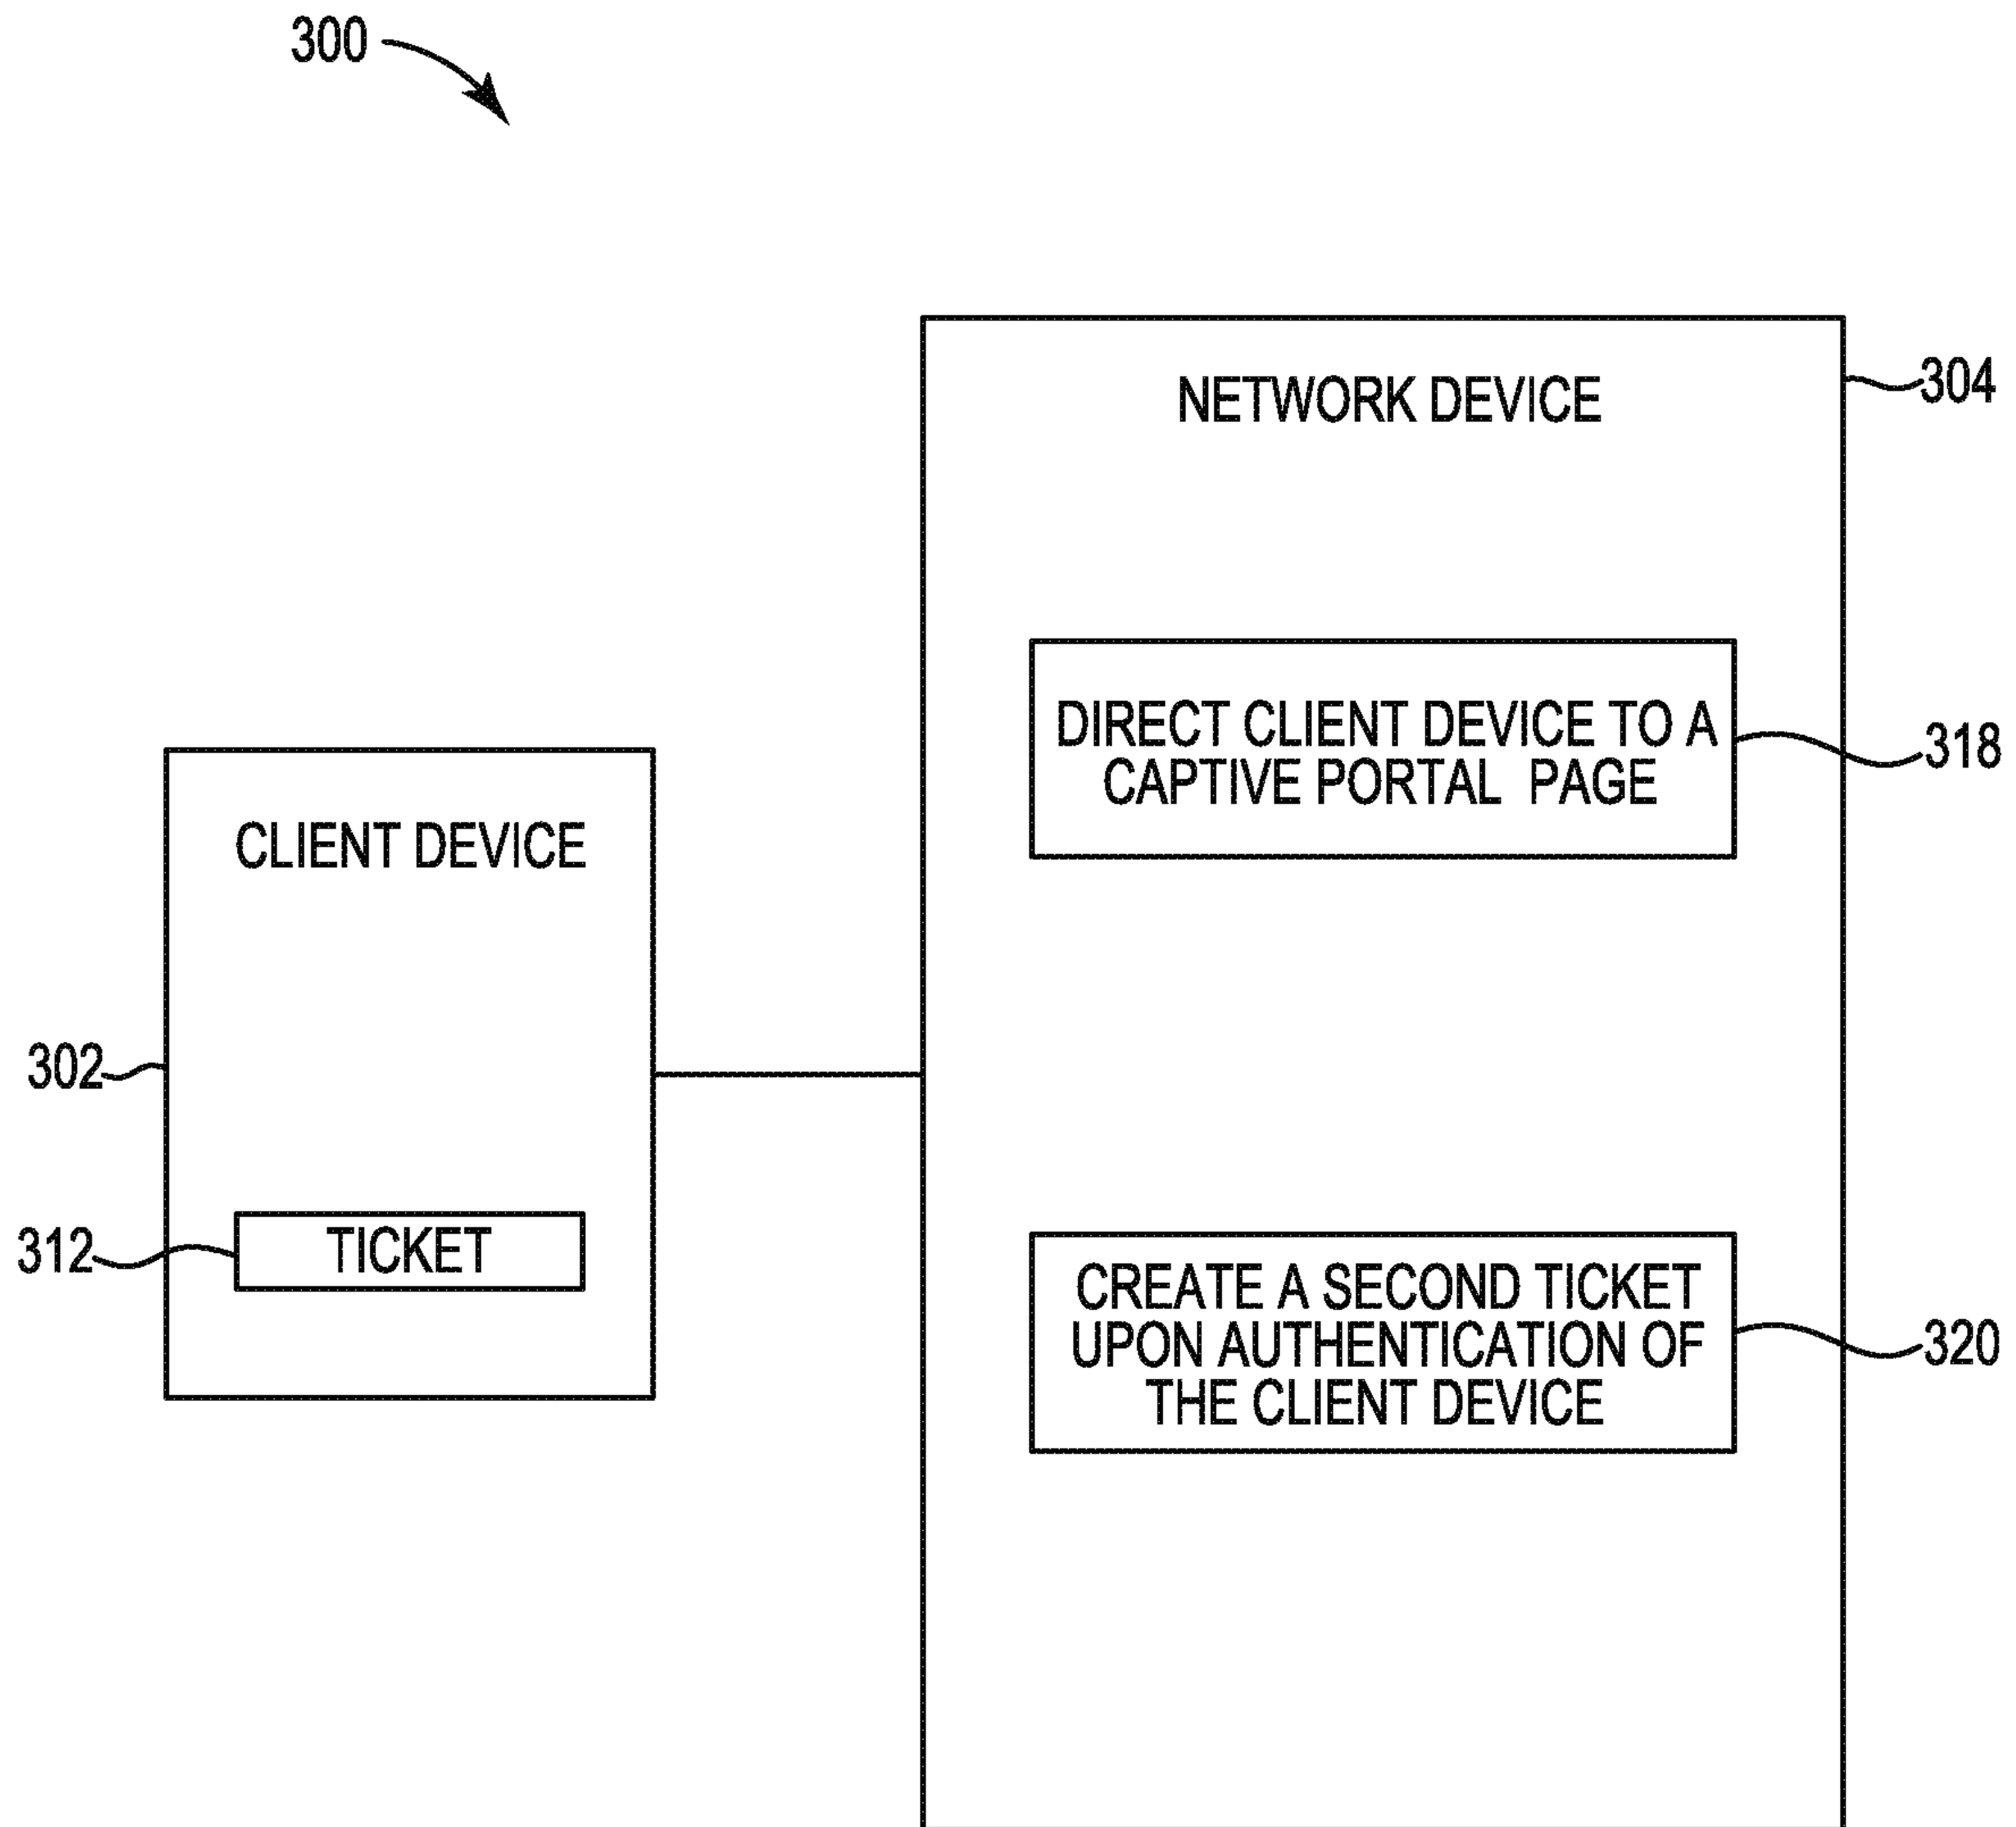 300
NETWORK DEVICE
304
DIRECT CLIENT DEVICE TO A
CAPTIVE PORTAL PAGE
318
CLIENT DEVICE
302
312
TICKET
CREATE A SECOND TICKET
UPON AUTHENTICATION OF
THE CLIENT DEVICE
320